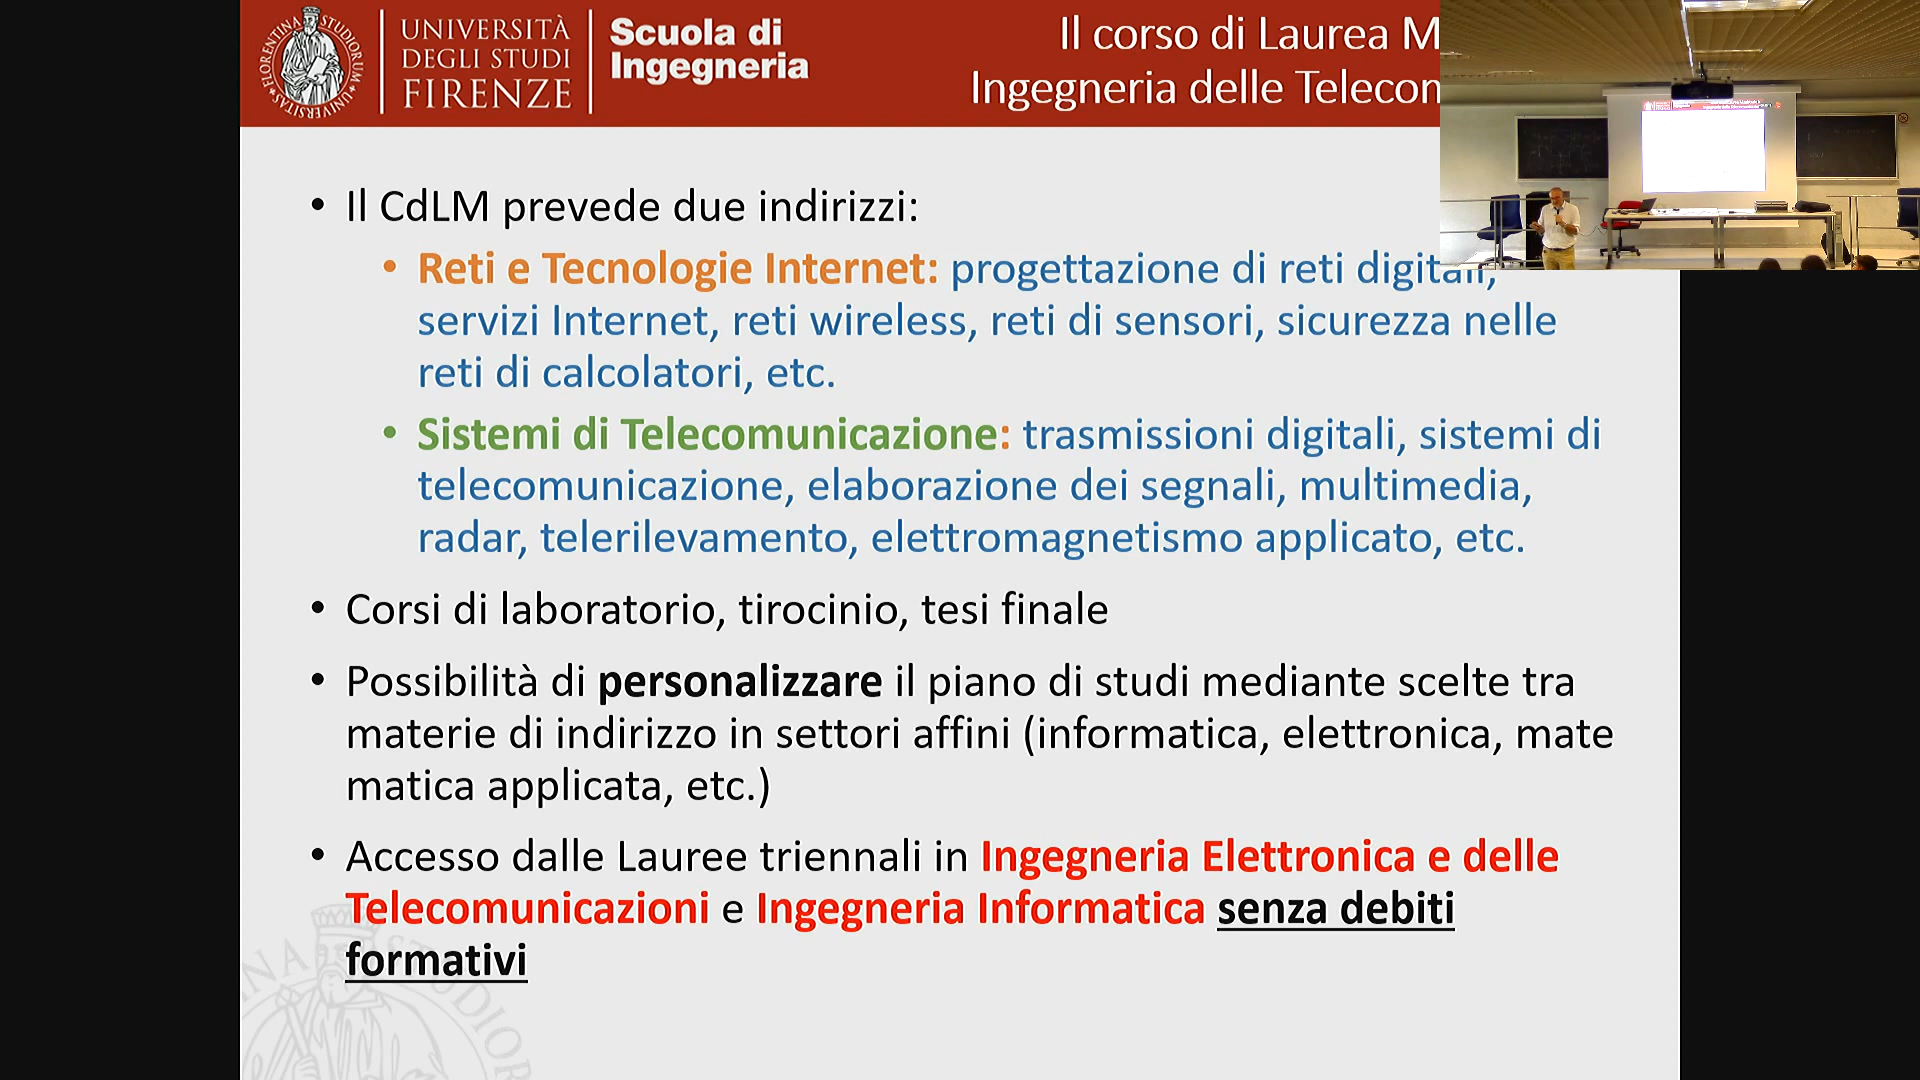 UNIVERSITÀ
DEGLI STUDI
FIRENZE
Scuola di
Ingegneria
Il corso di Laurea M
Ingegneria delle Telecom
• Il CdLM prevede due indirizzi:
• Reti e Tecnologie Internet: progettazione di reti digitali,
servizi Internet, reti wireless, reti di sensori, sicurezza nelle
reti di calcolatori, etc.
• Sistemi di Telecomunicazione: trasmissioni digitali, sistemi di
telecomunicazione, elaborazione dei segnali, multimedia,
radar, telerilevamento, elettromagnetismo applicato, etc.
• Corsi di laboratorio, tirocinio, tesi finale
• Possibilità di personalizzare il piano di studi mediante scelte tra
materie di indirizzo in settori affini (informatica, elettronica, mate
matica applicata, etc.)
• Accesso dalle Lauree triennali in Ingegneria Elettronica e delle
Telecomunicazioni e Ingegneria Informatica senza debiti
formativi